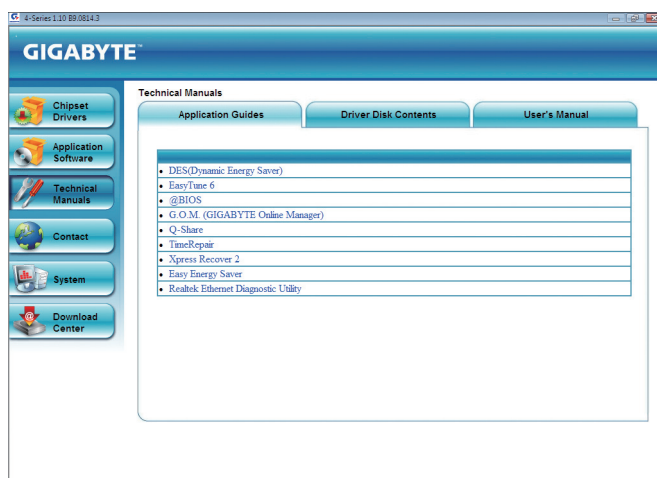 4-Series 1.10 B9.0814.3
GIGABYTE™
Chipset
Drivers
Application
Software
Technical
Manuals
Contact
System
Download
Center
Technical Manuals
Application Guides
Driver Disk Contents
User's Manual
• DES(Dynamic Energy Saver)
• EasyTune 6
• @BIOS
• G.O.M. (GIGABYTE Online Manager)
• Q-Share
• TimeRepair
• Xpress Recover 2
• Easy Energy Saver
• Realtek Ethernet Diagnostic Utility